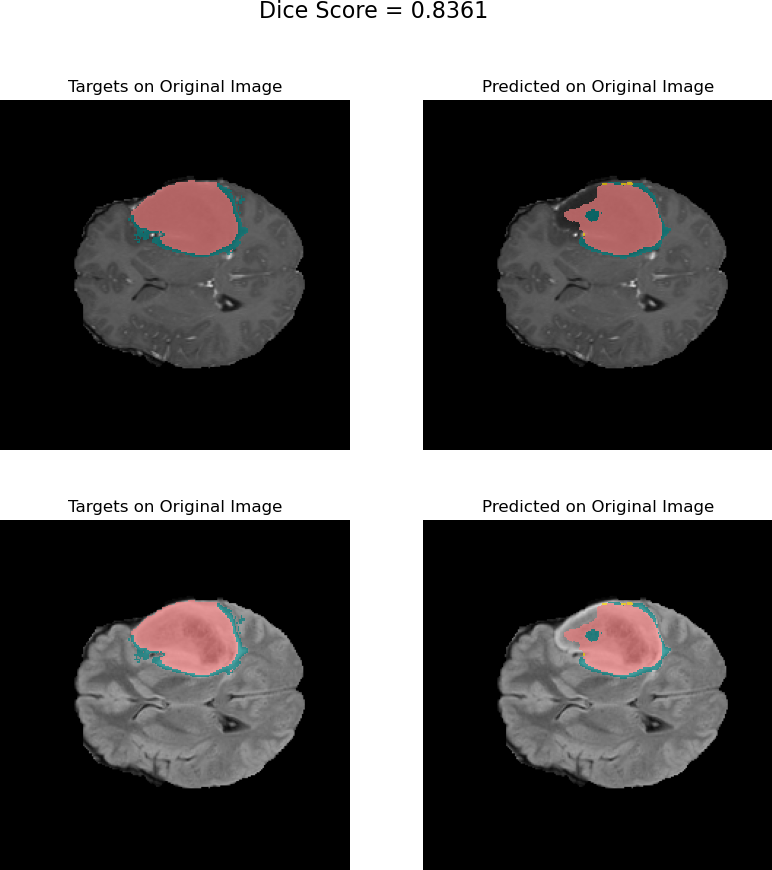 Dice Score = 0.8361
Targets on Original Image
Predicted on Original Image
Targets on Original Image
Predicted on Original Image